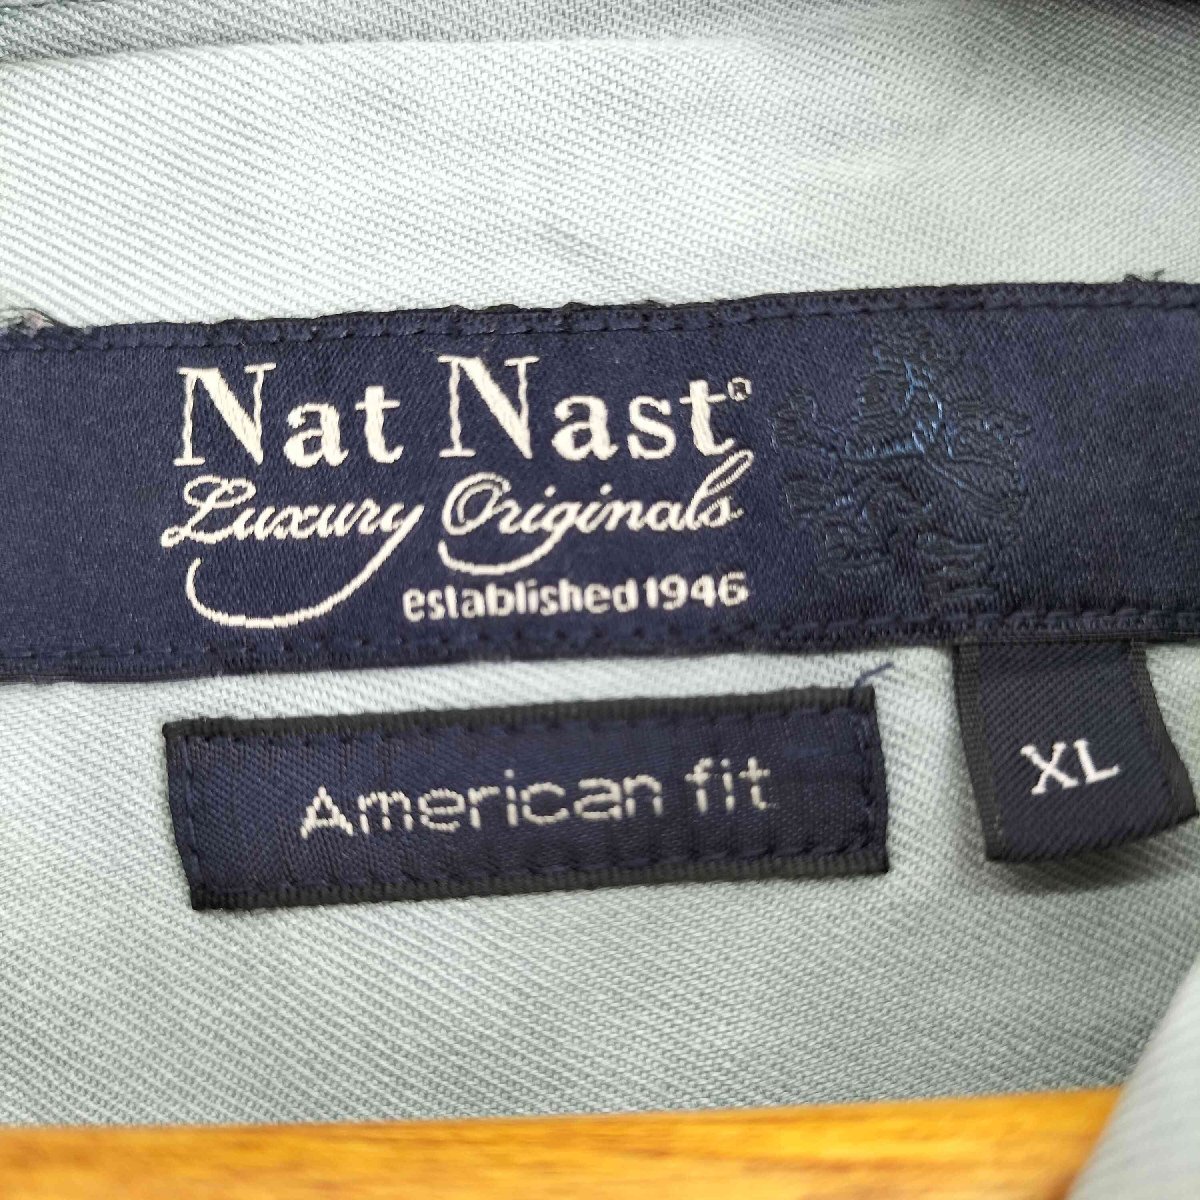 Nat Nast®
Luxury Originals
established 1946
American fit
XL